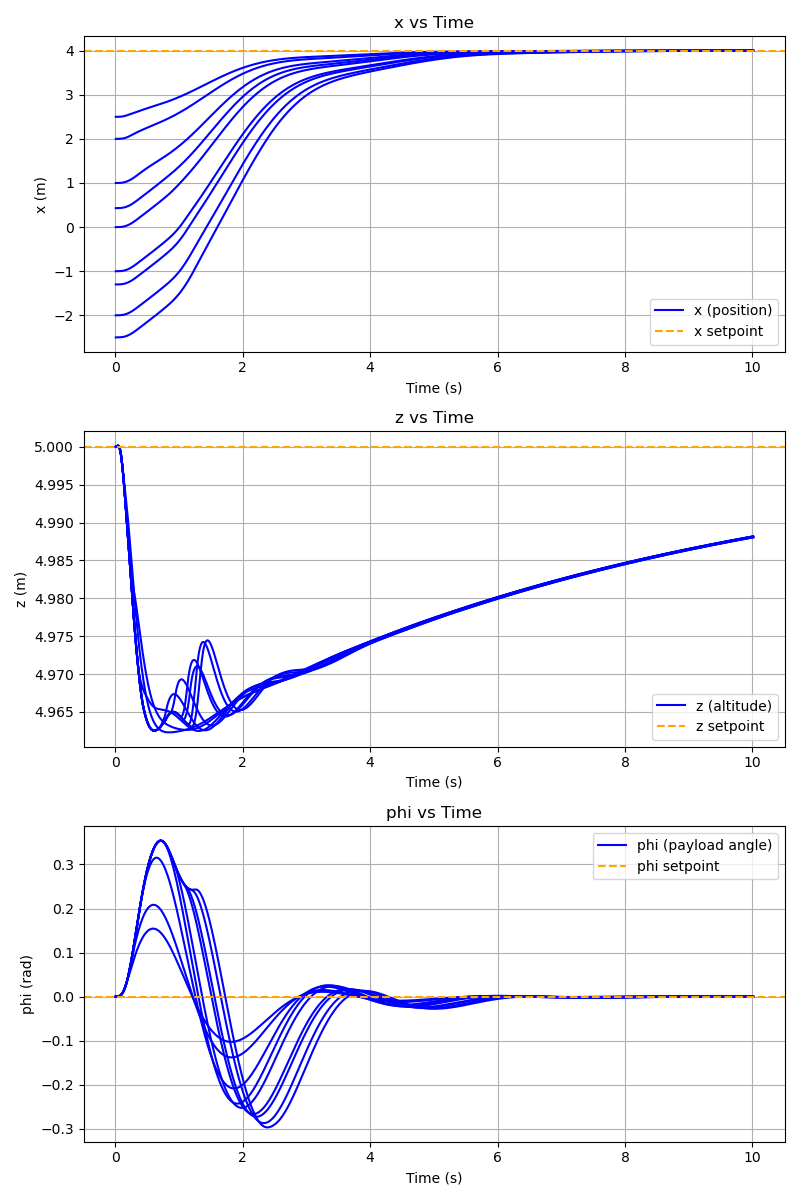 x vs Time
4
3
2
1
0
−1
−2
x (m)
x (position)
x setpoint
0 2 4 6 8 10
Time (s)
z vs Time
5.000
4.995
4.990
4.985
4.980
4.975
4.970
4.965
z (m)
z (altitude)
z setpoint
0 2 4 6 8 10
Time (s)
phi vs Time
0.3
0.2
0.1
0.0
−0.1
−0.2
−0.3
phi (rad)
phi (payload angle)
phi setpoint
0 2 4 6 8 10
Time (s)